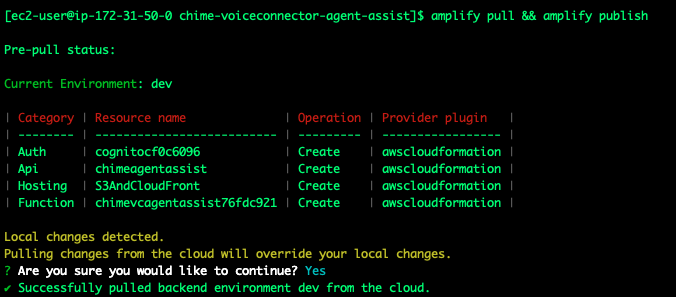 [ec2-user@ip-172-31-50-0 chime-voiceconnector-agent-assist]$ amplify pull && amplify publish
Pre-pull status:
Current Environment: dev
| Category | Resource name | Operation | Provider plugin |
| -------- | -------------------------- | --------- | ----------------- |
| Auth | cognitocf0c6096 | Create | awscloudformation |
| Api | chimeagentassist | Create | awscloudformation |
| Hosting | S3AndCloudFront | Create | awscloudformation |
| Function | chimevcagentassist76fdc921 | Create | awscloudformation |
Local changes detected.
Pulling changes from the cloud will override your local changes.
? Are you sure you would like to continue? Yes
✔ Successfully pulled backend environment dev from the cloud.